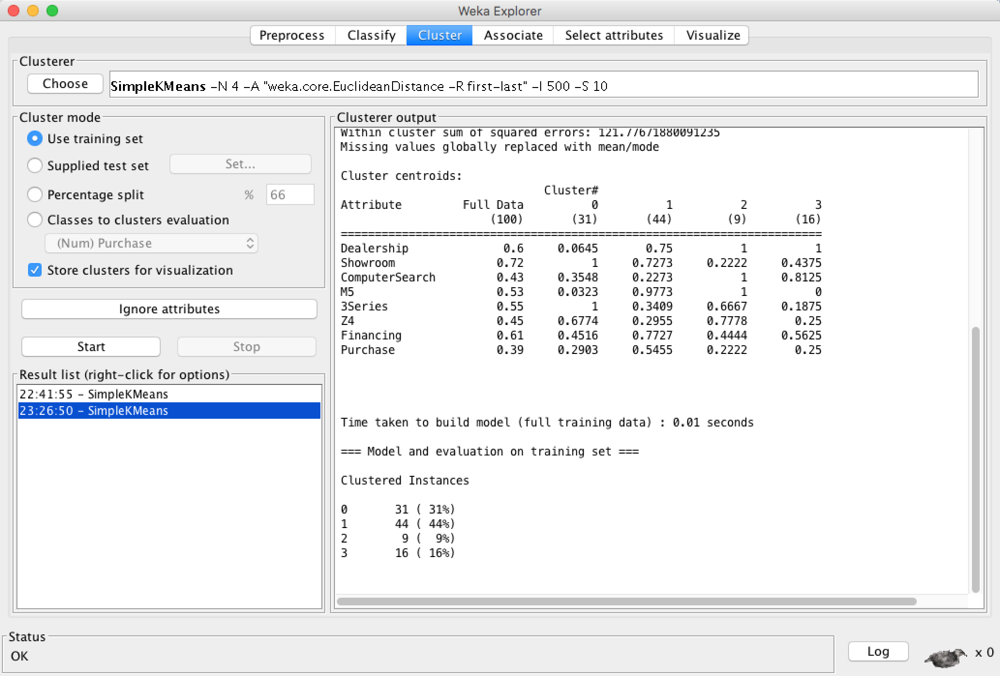 Weka Explorer
Preprocess Classify Cluster Associate Select attributes Visualize
Clusterer
Choose SimpleKMeans -N 4 -A "weka.core.EuclideanDistance -R first-last" -I 500 -S 10
Cluster mode
Use training set
Supplied test set Set...
Percentage split % 66
Classes to clusters evaluation
(Num) Purchase
Store clusters for visualization
Ignore attributes
Start Stop
Result list (right-click for options)
22:41:55 - SimpleKMeans
23:26:50 - SimpleKMeans
Clusterer output
Within cluster sum of squared errors: 121.77671880091235
Missing values globally replaced with mean/mode
Cluster centroids:
Cluster#
Attribute Full Data 0 1 2 3
(100) (31) (44) (9) (16)
=======================================================================
Dealership 0.6 0.0645 0.75 1 1
Showroom 0.72 1 0.7273 0.2222 0.4375
ComputerSearch 0.43 0.3548 0.2273 1 0.8125
M5 0.53 0.0323 0.9773 1 0
3Series 0.55 1 0.3409 0.6667 0.1875
Z4 0.45 0.6774 0.2955 0.7778 0.25
Financing 0.61 0.4516 0.7727 0.4444 0.5625
Purchase 0.39 0.2903 0.5455 0.2222 0.25
Time taken to build model (full training data) : 0.01 seconds
=== Model and evaluation on training set ===
Clustered Instances
0 31 ( 31%)
1 44 ( 44%)
2 9 ( 9%)
3 16 ( 16%)
Status
OK
Log x 0